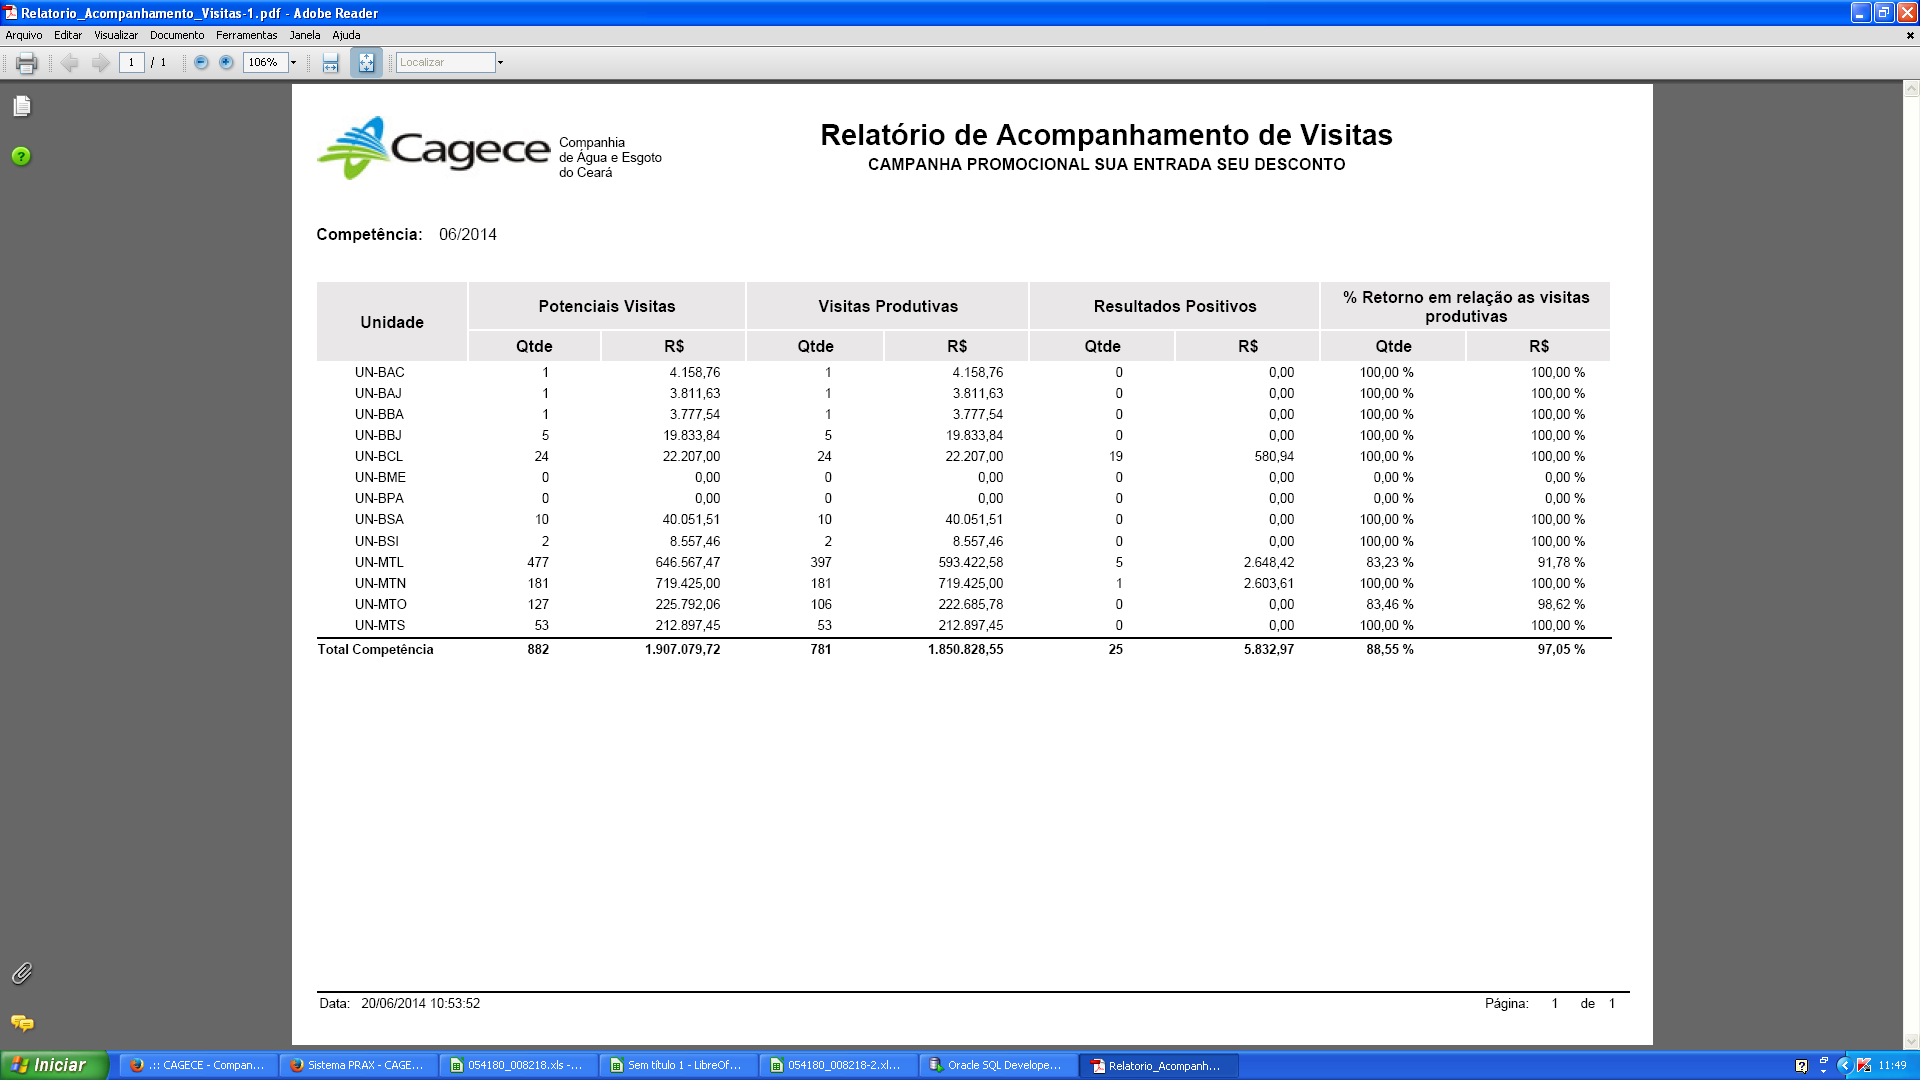 Relatorio_Acompanhamento_Visitas-1.pdf - Adobe Reader
Arquivo Editar Visualizar Documento Ferramentas Janela Ajuda
1 / 1 106% Localizar
Cagece
Companhia
de Água e Esgoto
do Ceará
Relatório de Acompanhamento de Visitas
CAMPANHA PROMOCIONAL SUA ENTRADA SEU DESCONTO
Competência: 06/2014
Unidade Potenciais Visitas Visitas Produtivas Resultados Positivos % Retorno em relação as visitas
produtivas
Qtde R$ Qtde R$ Qtde R$ Qtde R$
UN-BAC 1 4.158,76 1 4.158,76 0 0,00 100,00 % 100,00 %
UN-BAJ 1 3.811,63 1 3.811,63 0 0,00 100,00 % 100,00 %
UN-BBA 1 3.777,54 1 3.777,54 0 0,00 100,00 % 100,00 %
UN-BBJ 5 19.833,84 5 19.833,84 0 0,00 100,00 % 100,00 %
UN-BCL 24 22.207,00 24 22.207,00 19 580,94 100,00 % 100,00 %
UN-BME 0 0,00 0 0,00 0 0,00 0,00 % 0,00 %
UN-BPA 0 0,00 0 0,00 0 0,00 0,00 % 0,00 %
UN-BSA 10 40.051,51 10 40.051,51 0 0,00 100,00 % 100,00 %
UN-BSI 2 8.557,46 2 8.557,46 0 0,00 100,00 % 100,00 %
UN-MTL 477 646.567,47 397 593.422,58 5 2.648,42 83,23 % 91,78 %
UN-MTN 181 719.425,00 181 719.425,00 1 2.603,61 100,00 % 100,00 %
UN-MTO 127 225.792,06 106 222.685,78 0 0,00 83,46 % 98,62 %
UN-MTS 53 212.897,45 53 212.897,45 0 0,00 100,00 % 100,00 %
Total Competência 882 1.907.079,72 781 1.850.828,55 25 5.832,97 88,55 % 97,05 %
Data: 20/06/2014 10:53:52
Página: 1 de 1
Iniciar .:: CAGECE - Compan... Sistema PRAX - CAGE... 054180_008218.xls -... Sem título 1 - LibreOf... 054180_008218-2.xl... Oracle SQL Develope... Relatorio_Acompanh... 11:49